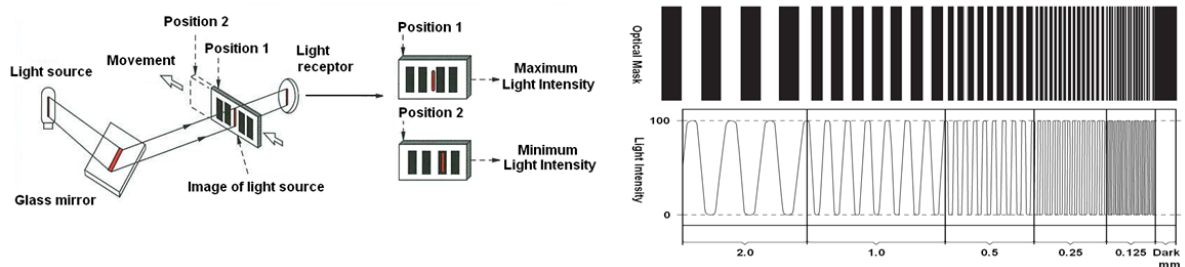 Position 2
Position 1
Movement
Light
receptor
Light source
Glass mirror
Image of light source
Position 1
Maximum
Light Intensity
Position 2
Minimum
Light Intensity
Optical Mask
Light Intensity
100
0
2.0
1.0
0.5
0.25
0.125
Dark
mm